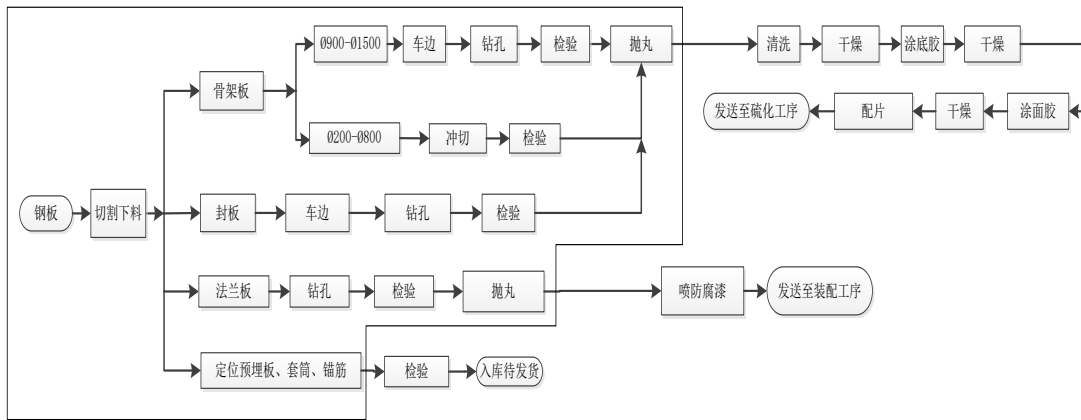 Ø900-Ø1500
车边
钻孔
检验
抛丸
清洗
干燥
涂底胶
干燥
骨架板
发送至硫化工序
配片
干燥
涂面胶
Ø200-Ø800
冲切
检验
钢板
切割下料
封板
车边
钻孔
检验
法兰板
钻孔
检验
抛丸
喷防腐漆
发送至装配工序
定位预埋板、套筒、锚筋
检验
入库待发货